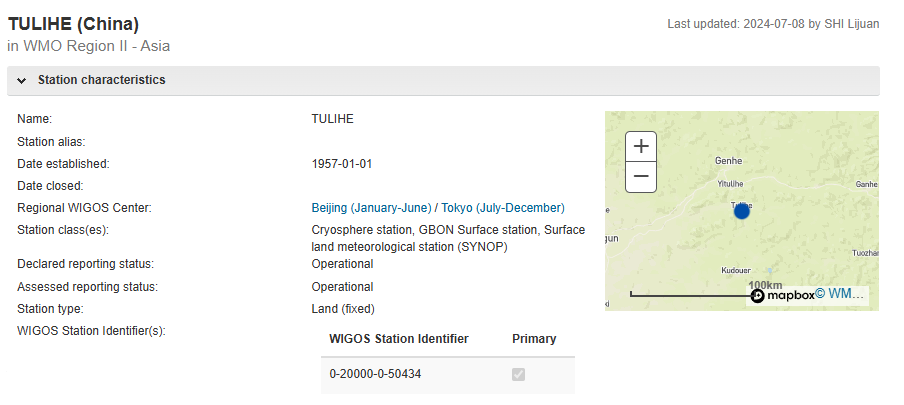 TULIHE (China)
Last updated: 2024-07-08 by SHI Lijuan
in WMO Region II - Asia
Station characteristics
Name: TULIHE
Station alias:
Date established: 1957-01-01
Date closed:
Regional WIGOS Center: Beijing (January-June) / Tokyo (July-December)
Station class(es): Cryosphere station, GBON Surface station, Surface
land meteorological station (SYNOP)
Declared reporting status: Operational
Assessed reporting status: Operational
Station type: Land (fixed)
WIGOS Station Identifier(s):
WIGOS Station Identifier Primary
0-20000-0-50434
+
−
Genhe
Yitulihe
Ganhe
Tulihe
gun
Tuozhan
Kudouer
100km
mapbox © WM…